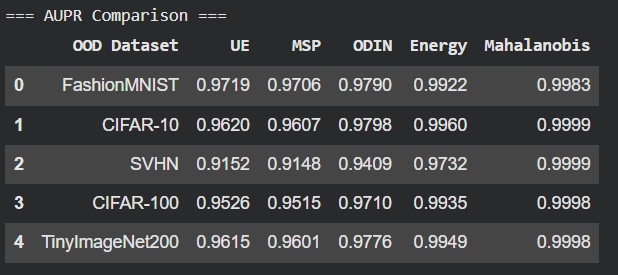 === AUPR Comparison ===
OOD Dataset UE MSP ODIN Energy Mahalanobis
0 FashionMNIST 0.9719 0.9706 0.9790 0.9922 0.9983
1 CIFAR-10 0.9620 0.9607 0.9798 0.9960 0.9999
2 SVHN 0.9152 0.9148 0.9409 0.9732 0.9999
3 CIFAR-100 0.9526 0.9515 0.9710 0.9935 0.9998
4 TinyImageNet200 0.9615 0.9601 0.9776 0.9949 0.9998